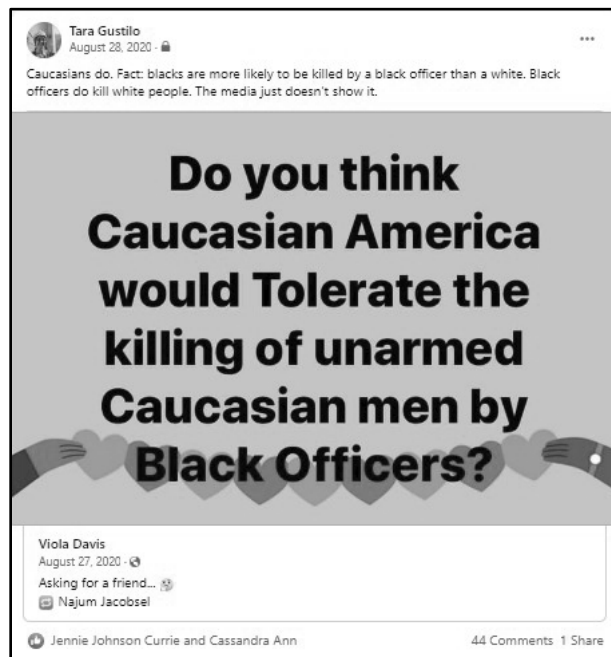 Tara Gustilo
August 28, 2020 ·
Caucasians do. Fact: blacks are more likely to be killed by a black officer than a white. Black
officers do kill white people. The media just doesn't show it.
Do you think
Caucasian America
would Tolerate the
killing of unarmed
Caucasian men by
Black Officers?
Viola Davis
August 27, 2020 ·
Asking for a friend...
Najum Jacobsel
Jennie Johnson Currie and Cassandra Ann 44 Comments 1 Share